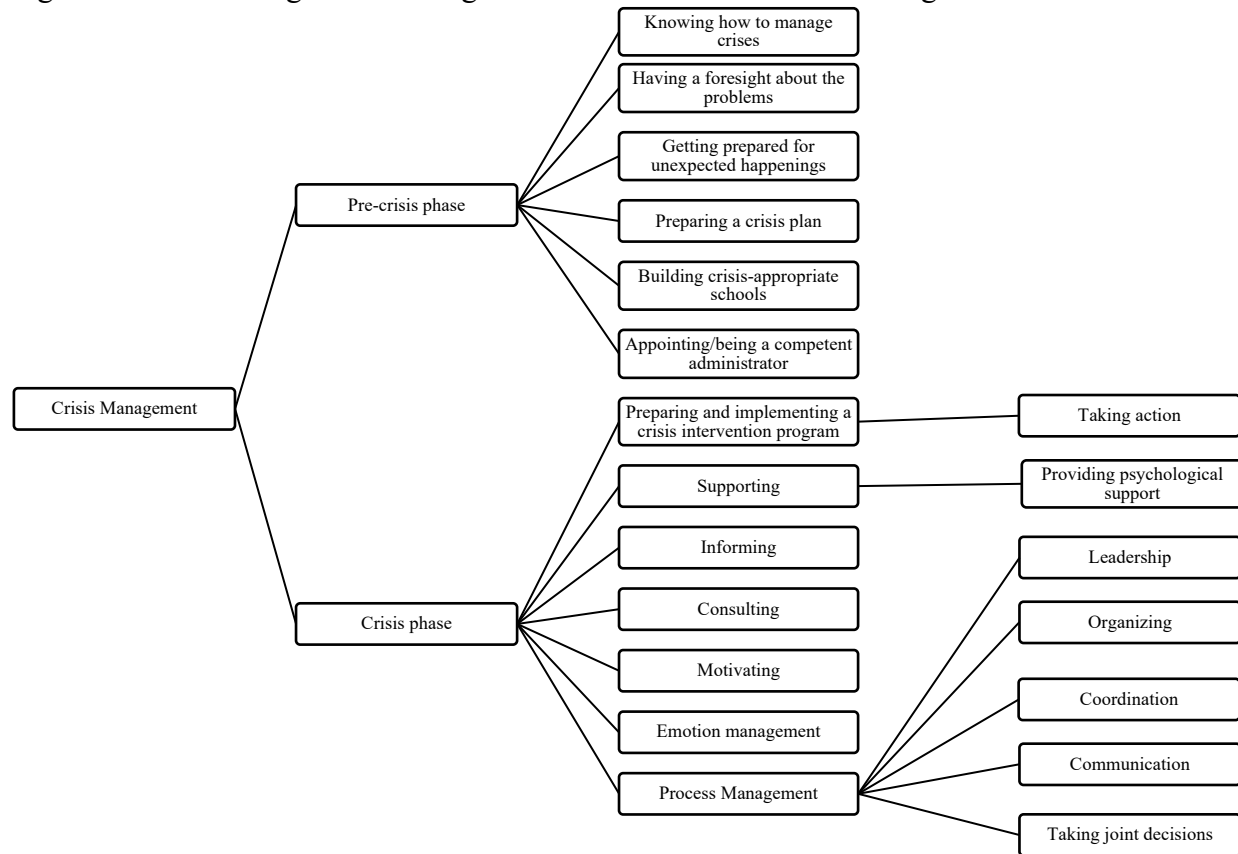 Knowing how to manage
crises
Having a foresight about the
problems
Getting prepared for
unexpected happenings
Pre-crisis phase
Preparing a crisis plan
Building crisis-appropriate
schools
Appointing/being a competent
administrator
Crisis Management
Preparing and implementing a
crisis intervention program
Taking action
Supporting
Providing psychological
support
Informing
Leadership
Consulting
Organizing
Crisis phase
Motivating
Coordination
Emotion management
Communication
Process Management
Taking joint decisions